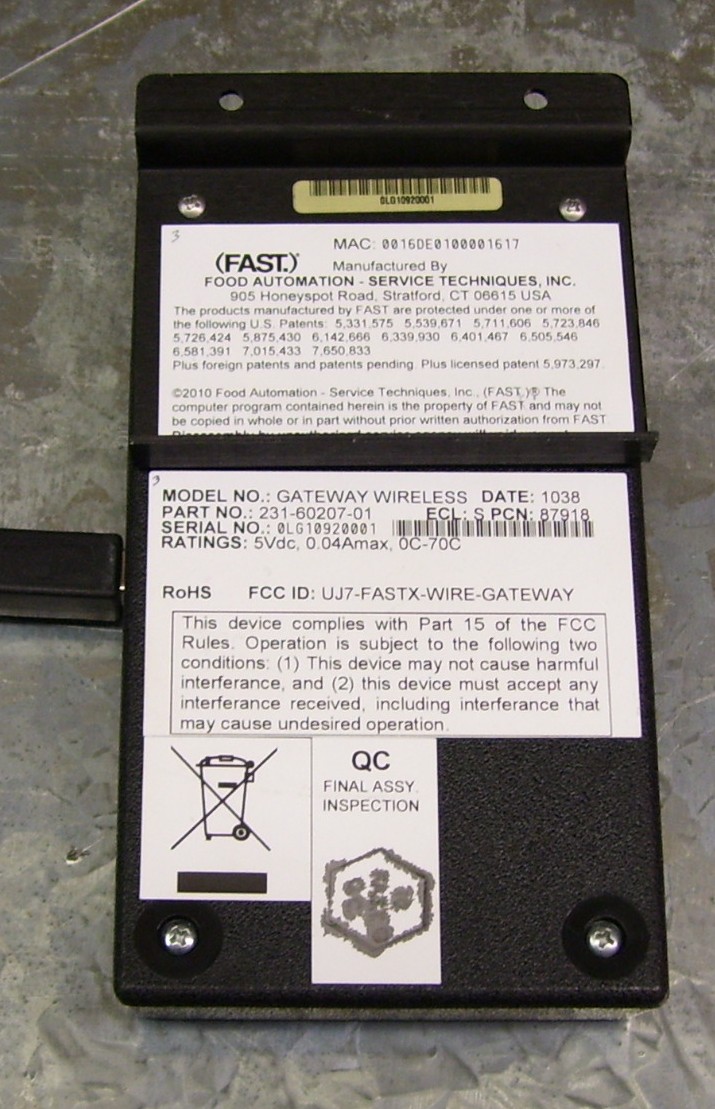 0LG10920001
3
MAC: 0016DE0100001617
(FAST.)® Manufactured By
FOOD AUTOMATION - SERVICE TECHNIQUES, INC.
905 Honeyspot Road, Stratford, CT 06615 USA
The products manufactured by FAST are protected under one or more of
the following U.S. Patents: 5,331,575 5,539,671 5,711,606 5,723,846
5,726,424 5,875,430 6,142,666 6,339,930 6,401,467 6,505,546
6,581,391 7,015,433 7,650,833
Plus foreign patents and patents pending. Plus licensed patent 5,973,297.
©2010 Food Automation - Service Techniques, Inc., (FAST.)® The
computer program contained herein is the property of FAST and may not
be copied in whole or part without prior written authorization from FAST
MODEL NO.: GATEWAY WIRELESS DATE: 1038
PART NO.: 231-60207-01 ECL: S PCN: 87918
SERIAL NO.: 0LG10920001
RATINGS: 5Vdc, 0.04Amax, 0C-70C
RoHS FCC ID: UJ7-FASTX-WIRE-GATEWAY
This device complies with Part 15 of the FCC
Rules. Operation is subject to the following two
conditions: (1) This device may not cause harmful
interference, and (2) this device must accept any
interference received, including interference that
may cause undesired operation.
QC
FINAL ASSY.
INSPECTION